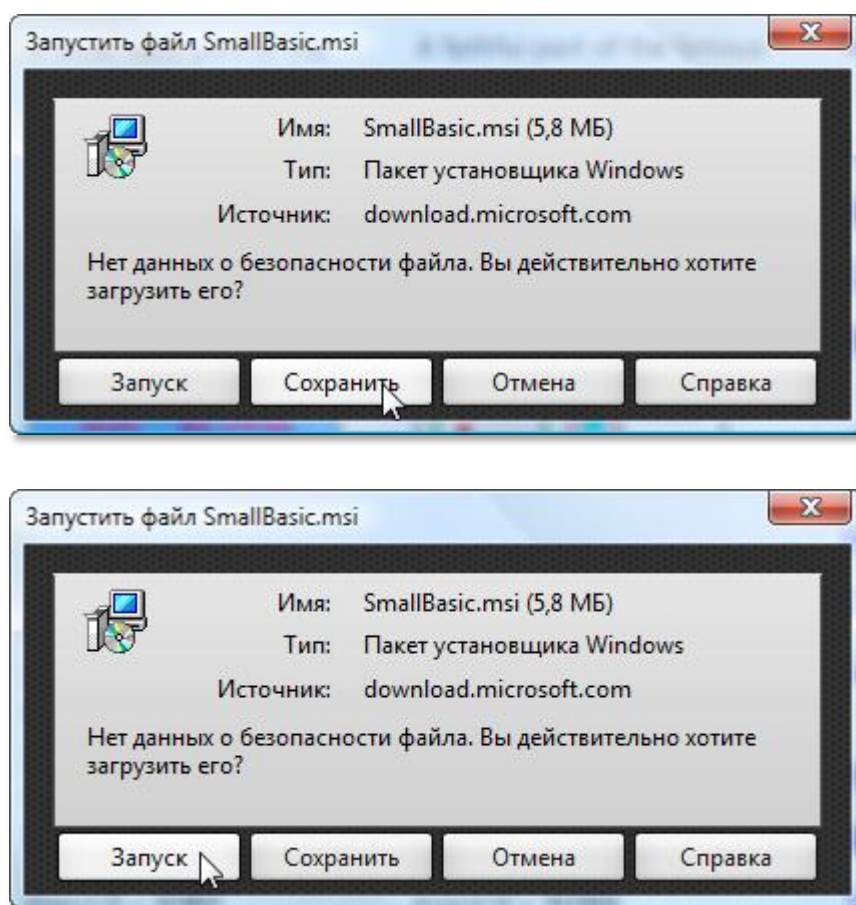 Запустить файл SmallBasic.msi
Имя: SmallBasic.msi (5,8 МБ)
Тип: Пакет установщика Windows
Источник: download.microsoft.com
Нет данных о безопасности файла. Вы действительно хотите
загрузить его?
Запуск Сохранить Отмена Справка
Запустить файл SmallBasic.msi
Имя: SmallBasic.msi (5,8 МБ)
Тип: Пакет установщика Windows
Источник: download.microsoft.com
Нет данных о безопасности файла. Вы действительно хотите
загрузить его?
Запуск Сохранить Отмена Справка